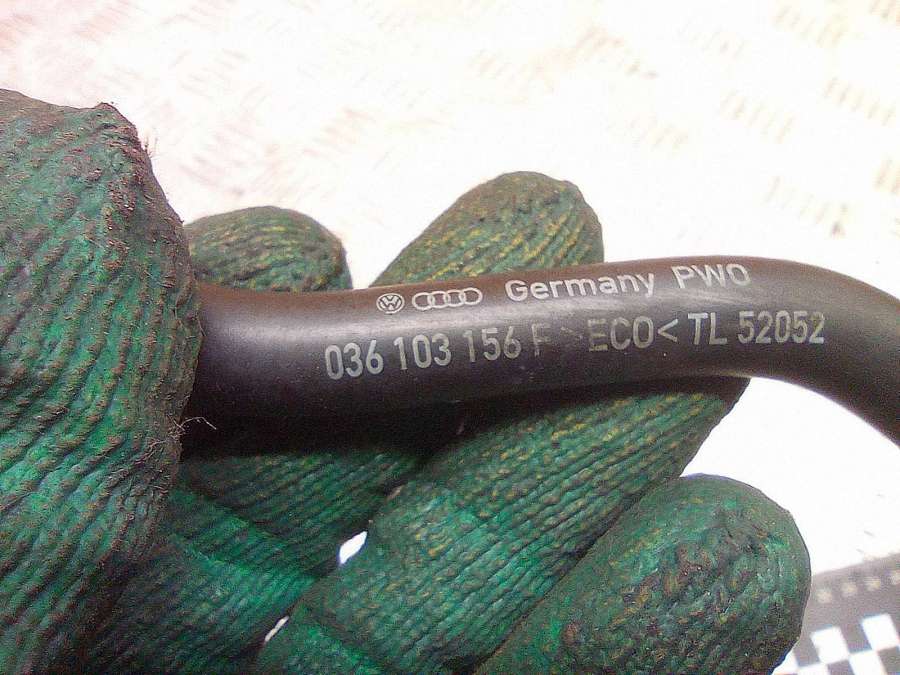 Germany PWO
036 103 156 F >ECO< TL 52052